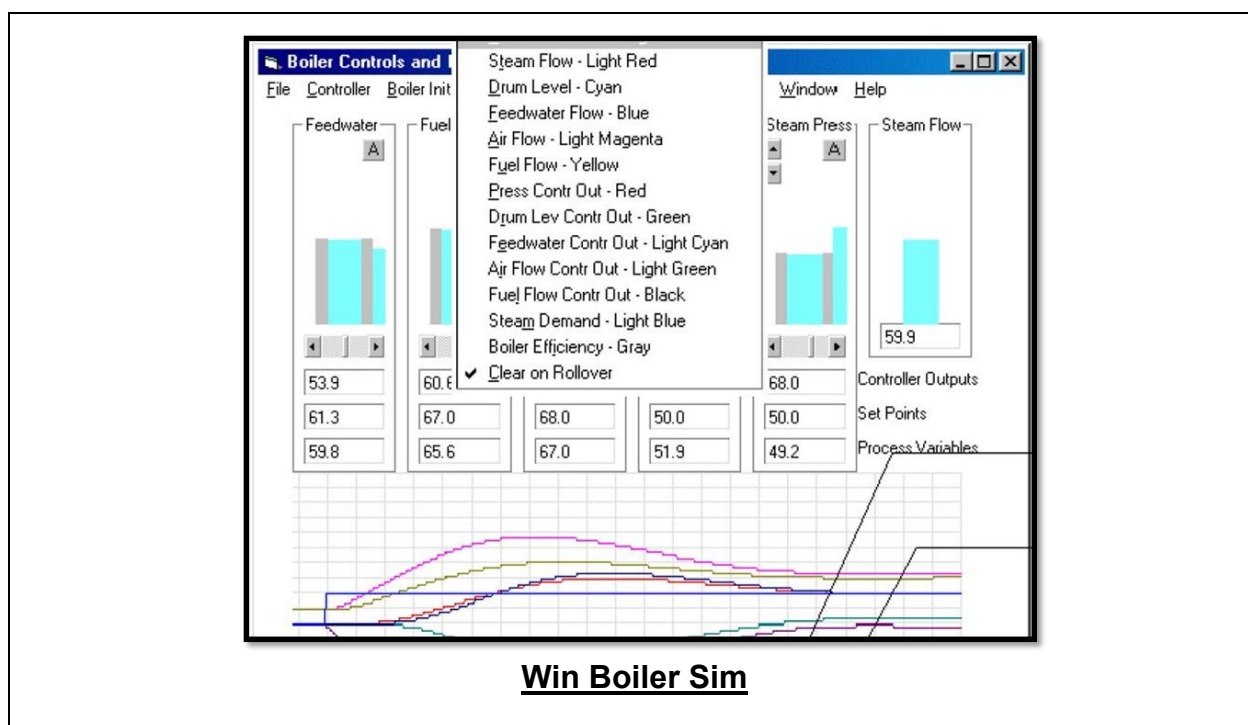 Boiler Controls and
File Controller Boiler Init Window Help
Steam Flow - Light Red
Drum Level - Cyan
Feedwater Flow - Blue
Air Flow - Light Magenta
Fuel Flow - Yellow
Press Contr Out - Red
Drum Lev Contr Out - Green
Feedwater Contr Out - Light Cyan
Air Flow Contr Out - Light Green
Fuel Flow Contr Out - Black
Steam Demand - Light Blue
Boiler Efficiency - Gray
✔ Clear on Rollover
Feedwater Fuel Steam Press Steam Flow
A A
59.9
53.9 60.6 68.0 Controller Outputs
61.3 67.0 68.0 50.0 50.0 Set Points
59.8 65.6 67.0 51.9 49.2 Process Variables
Win Boiler Sim